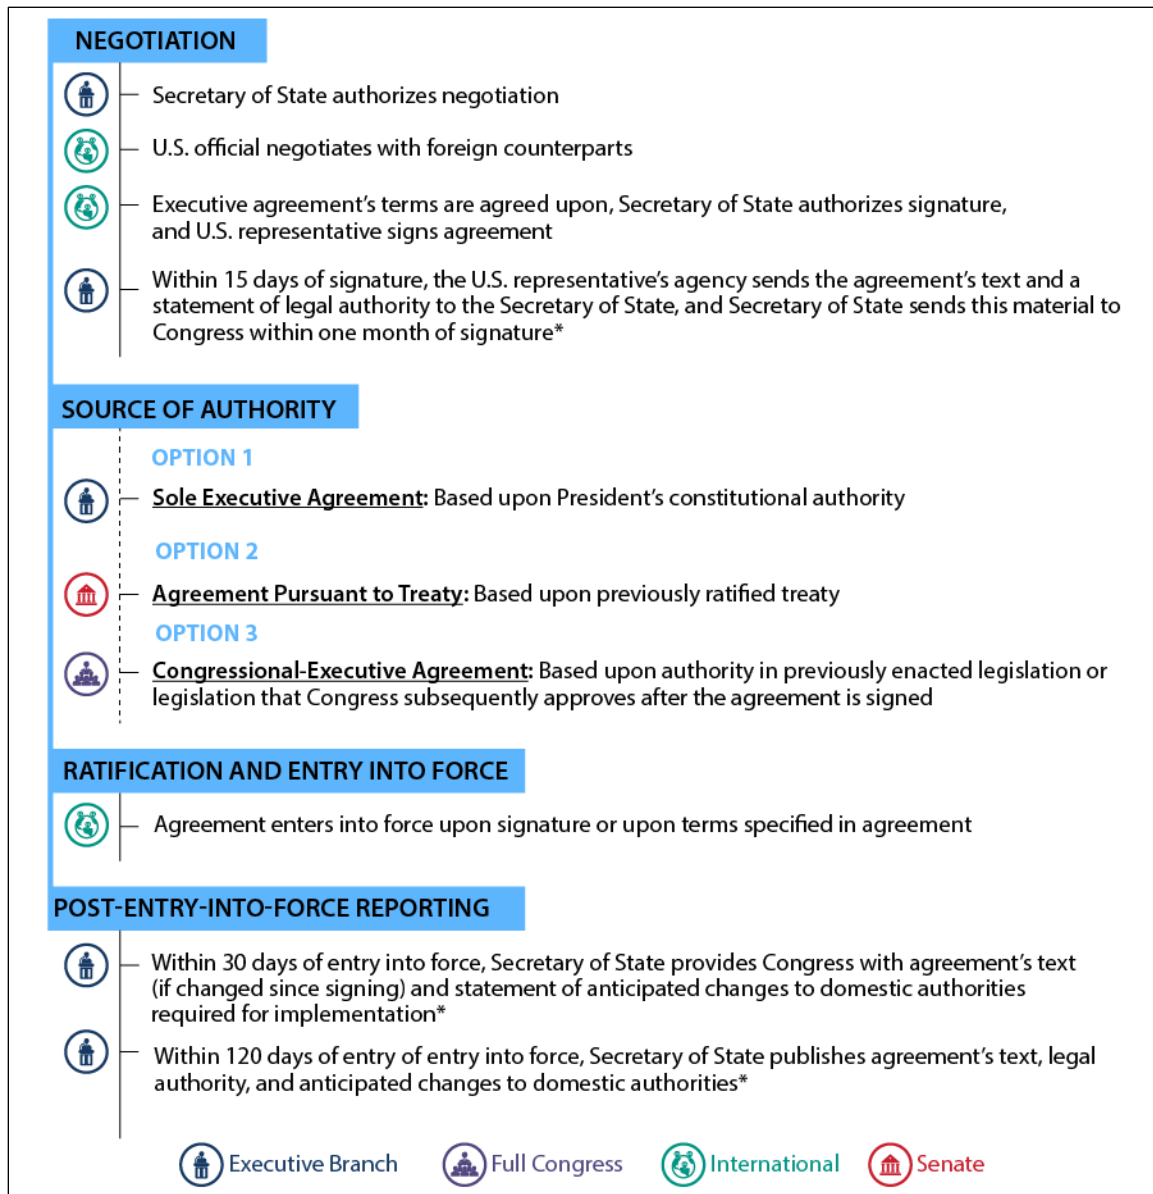 NEGOTIATION
Secretary of State authorizes negotiation
U.S. official negotiates with foreign counterparts
Executive agreement's terms are agreed upon, Secretary of State authorizes signature,
and U.S. representative signs agreement
Within 15 days of signature, the U.S. representative's agency sends the agreement's text and a
statement of legal authority to the Secretary of State, and Secretary of State sends this material to
Congress within one month of signature*
SOURCE OF AUTHORITY
OPTION 1
Sole Executive Agreement: Based upon President's constitutional authority
OPTION 2
Agreement Pursuant to Treaty: Based upon previously ratified treaty
OPTION 3
Congressional-Executive Agreement: Based upon authority in previously enacted legislation or
legislation that Congress subsequently approves after the agreement is signed
RATIFICATION AND ENTRY INTO FORCE
Agreement enters into force upon signature or upon terms specified in agreement
POST-ENTRY-INTO-FORCE REPORTING
Within 30 days of entry into force, Secretary of State provides Congress with agreement's text
(if changed since signing) and statement of anticipated changes to domestic authorities
required for implementation*
Within 120 days of entry of entry into force, Secretary of State publishes agreement's text, legal
authority, and anticipated changes to domestic authorities*
Executive Branch Full Congress International Senate